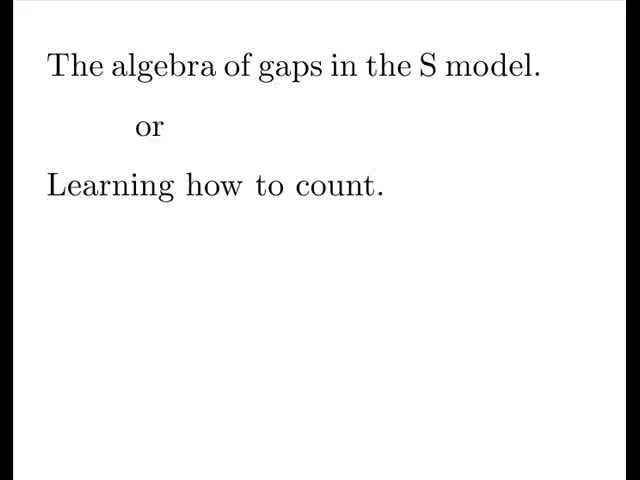 The algebra of gaps in the S model.
or
Learning how to count.